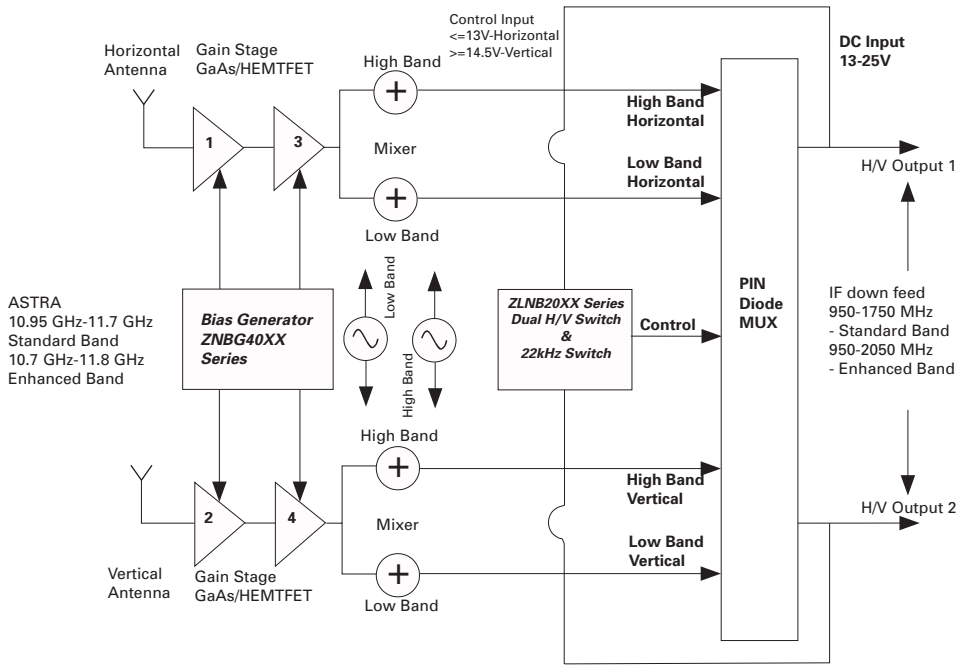 Control Input
<=13V-Horizontal
>=14.5V-Vertical
DC Input
13-25V
Horizontal
Antenna
Gain Stage
GaAs/HEMTFET
High Band
1
3
Mixer
High Band
Horizontal
Low Band
Horizontal
H/V Output 1
Low Band
ASTRA
10.95 GHz-11.7 GHz
Standard Band
10.7 GHz-11.8 GHz
Enhanced Band
Bias Generator
ZNBG40XX
Series
Low Band
High Band
ZLNB20XX Series
Dual H/V Switch
&
22kHz Switch
Control
PIN
Diode
MUX
IF down feed
950-1750 MHz
- Standard Band
950-2050 MHz
- Enhanced Band
High Band
2
4
Mixer
High Band
Vertical
Low Band
Vertical
H/V Output 2
Vertical
Antenna
Gain Stage
GaAs/HEMTFET
Low Band